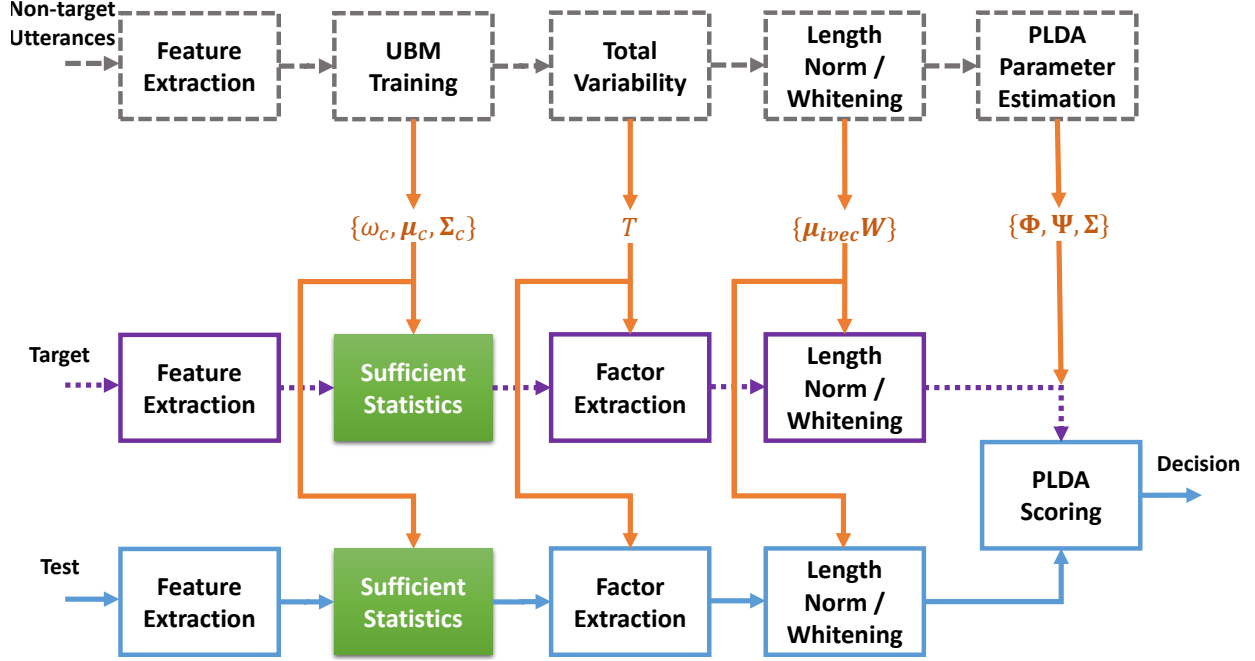 Non-target
Utterances
Feature
Extraction
UBM
Training
Total
Variability
Length
Norm /
Whitening
PLDA
Parameter
Estimation
{ω_c, μ_c, Σ_c}
T
{μ_ivec W}
{Φ, Ψ, Σ}
Target
Feature
Extraction
Sufficient
Statistics
Factor
Extraction
Length
Norm /
Whitening
PLDA
Scoring
Decision
Test
Feature
Extraction
Sufficient
Statistics
Factor
Extraction
Length
Norm /
Whitening